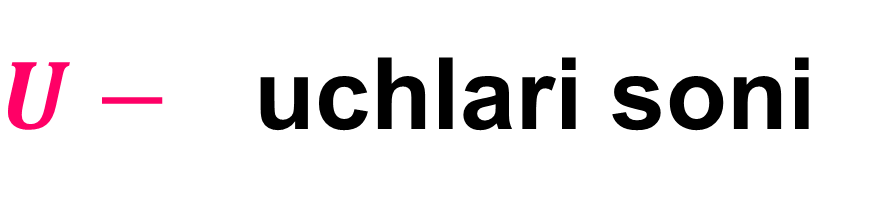 U – uchlari soni